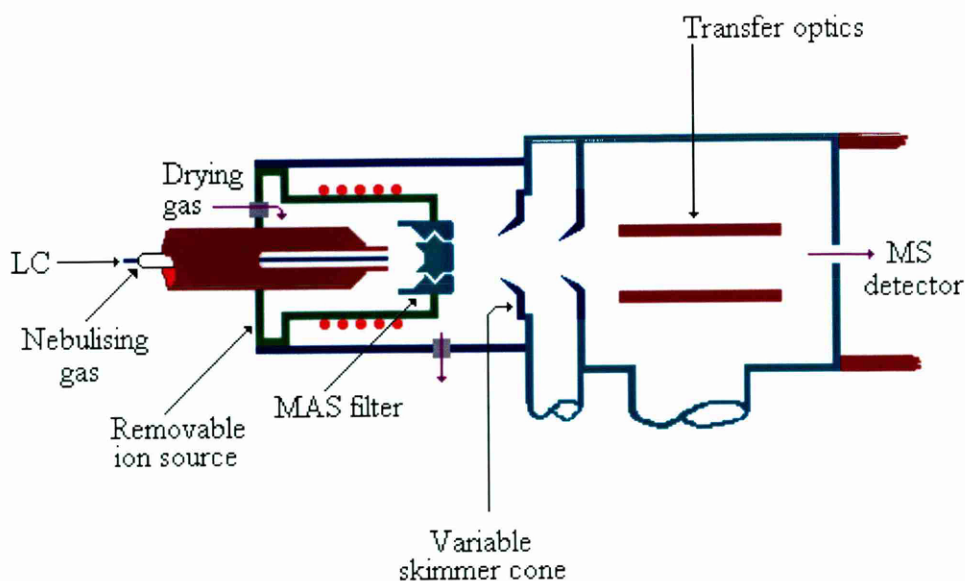 Transfer optics
Drying
gas
LC
MS
detector
Nebulising
gas
MAS filter
Removable
ion source
Variable
skimmer cone